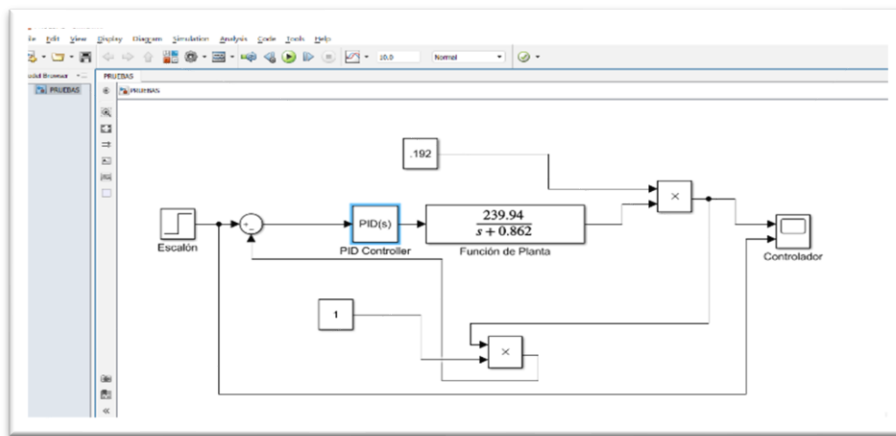 Edit View Display Diagram Simulation Analysis Code Tools Help
10.0 Normal
PRUEBAS
PRUEBAS
PRUEBAS
.192
239.94
s + 0.862
PID(s)
×
Escalón
PID Controller
Función de Planta
Controlador
1
×